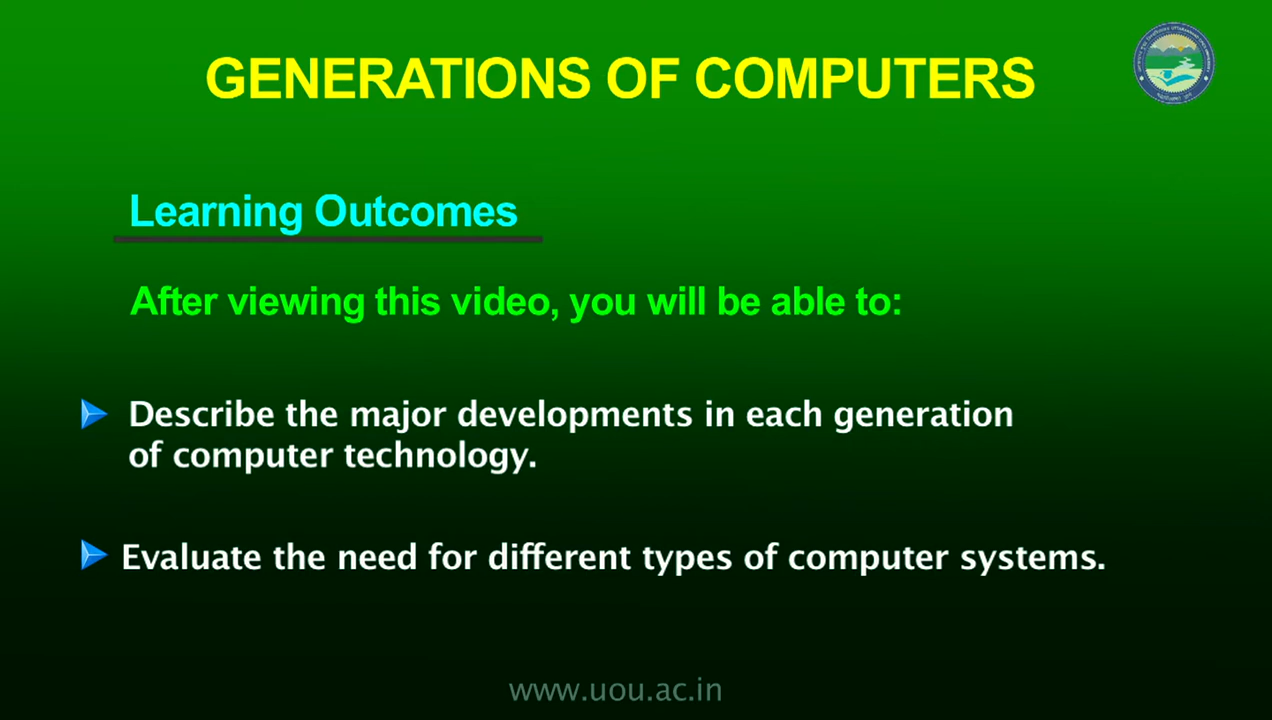 GENERATIONS OF COMPUTERS
Learning Outcomes
After viewing this video, you will be able to:
Describe the major developments in each generation
of computer technology.
Evaluate the need for different types of computer systems.
www.uou.ac.in